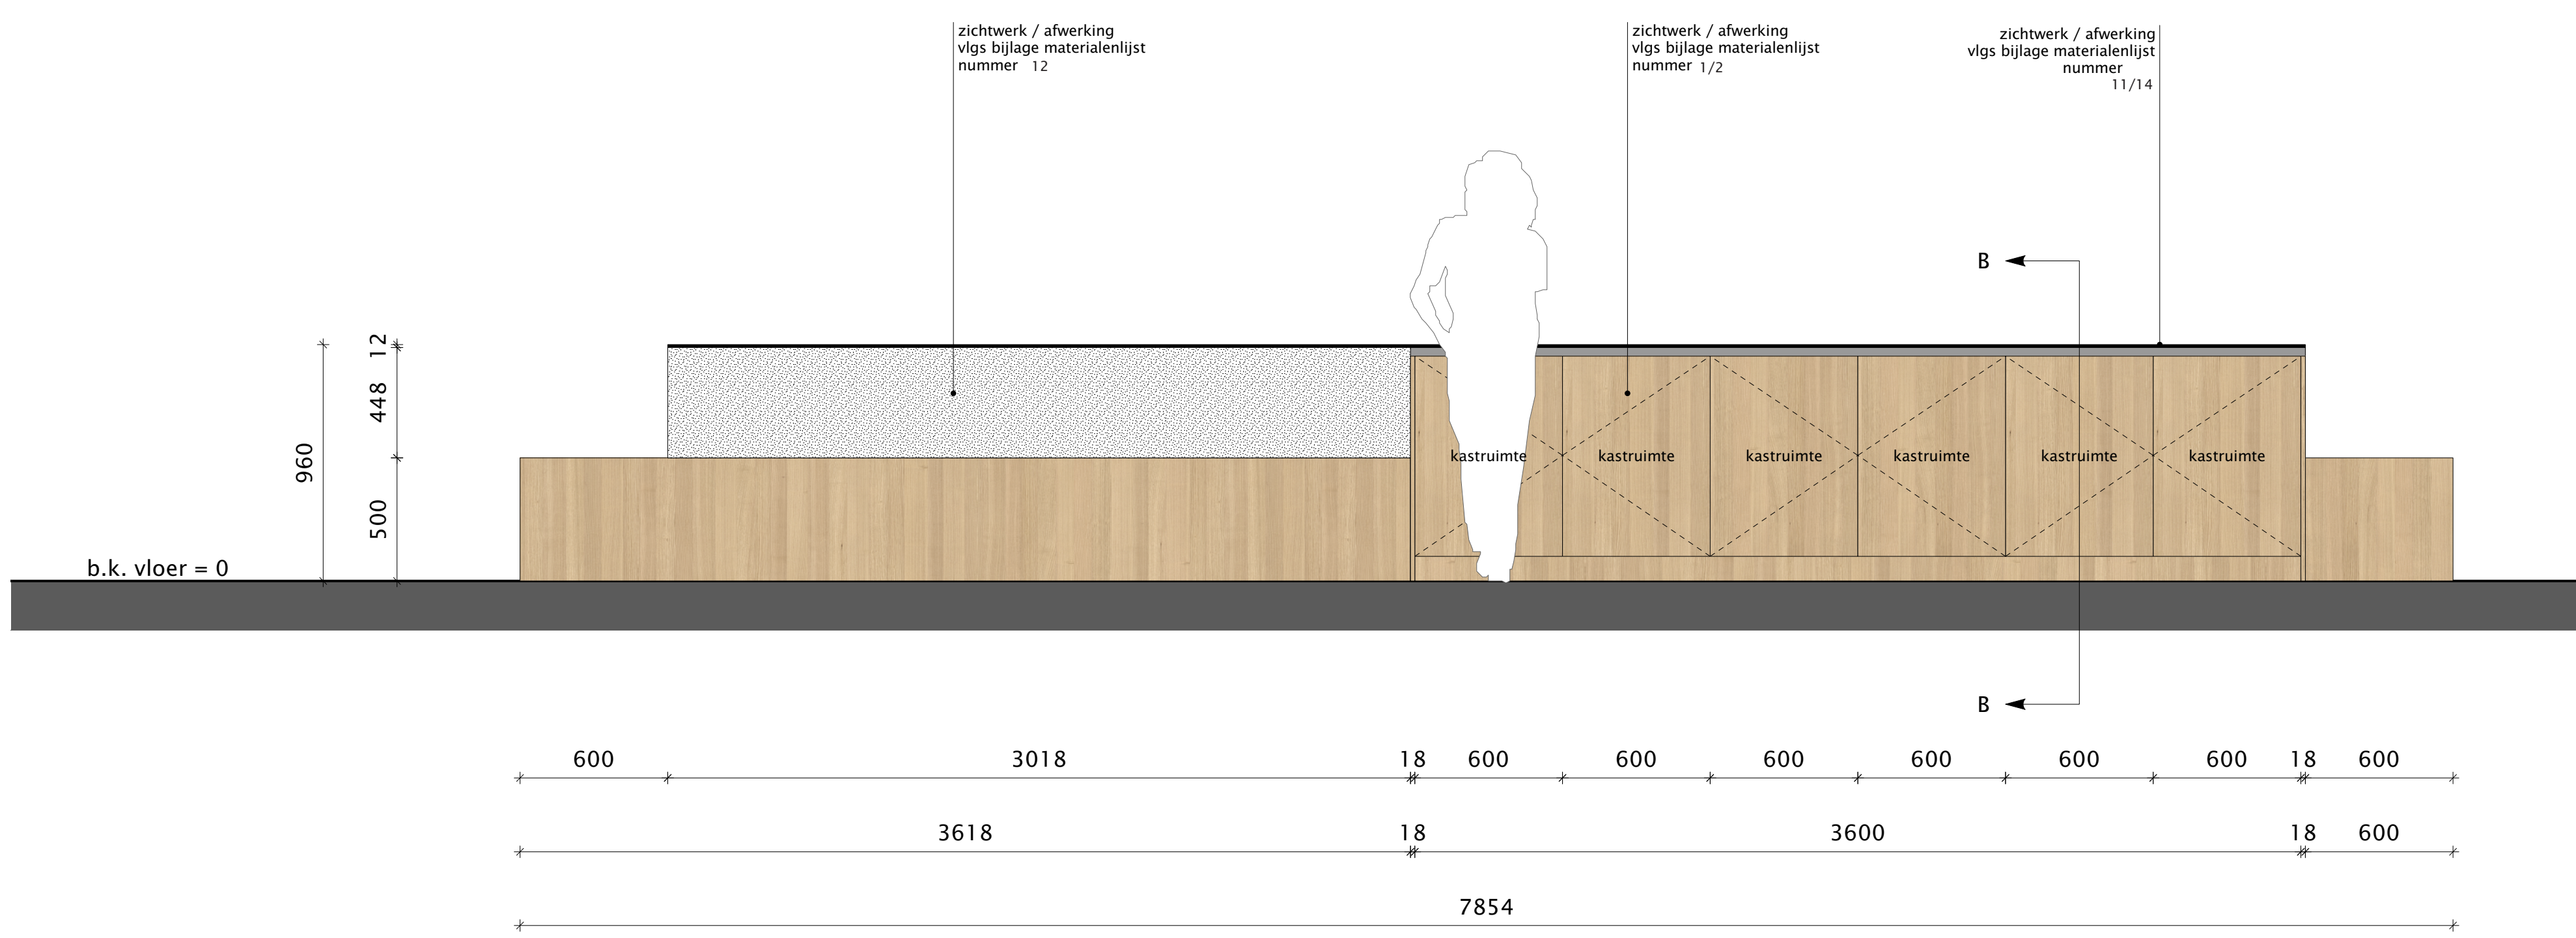 zichtwerk / afwerking
vlgs bijlage materialenlijst
nummer 12
zichtwerk / afwerking
vlgs bijlage materialenlijst
nummer 1/2
zichtwerk / afwerking
vlgs bijlage materialenlijst
nummer
11/14
B
12
448
960
500
kastruimte
kastruimte
kastruimte
kastruimte
kastruimte
kastruimte
b.k. vloer = 0
B
600 3018 18 600 600 600 600 600 600 18 600
3618 18 3600 18 600
7854